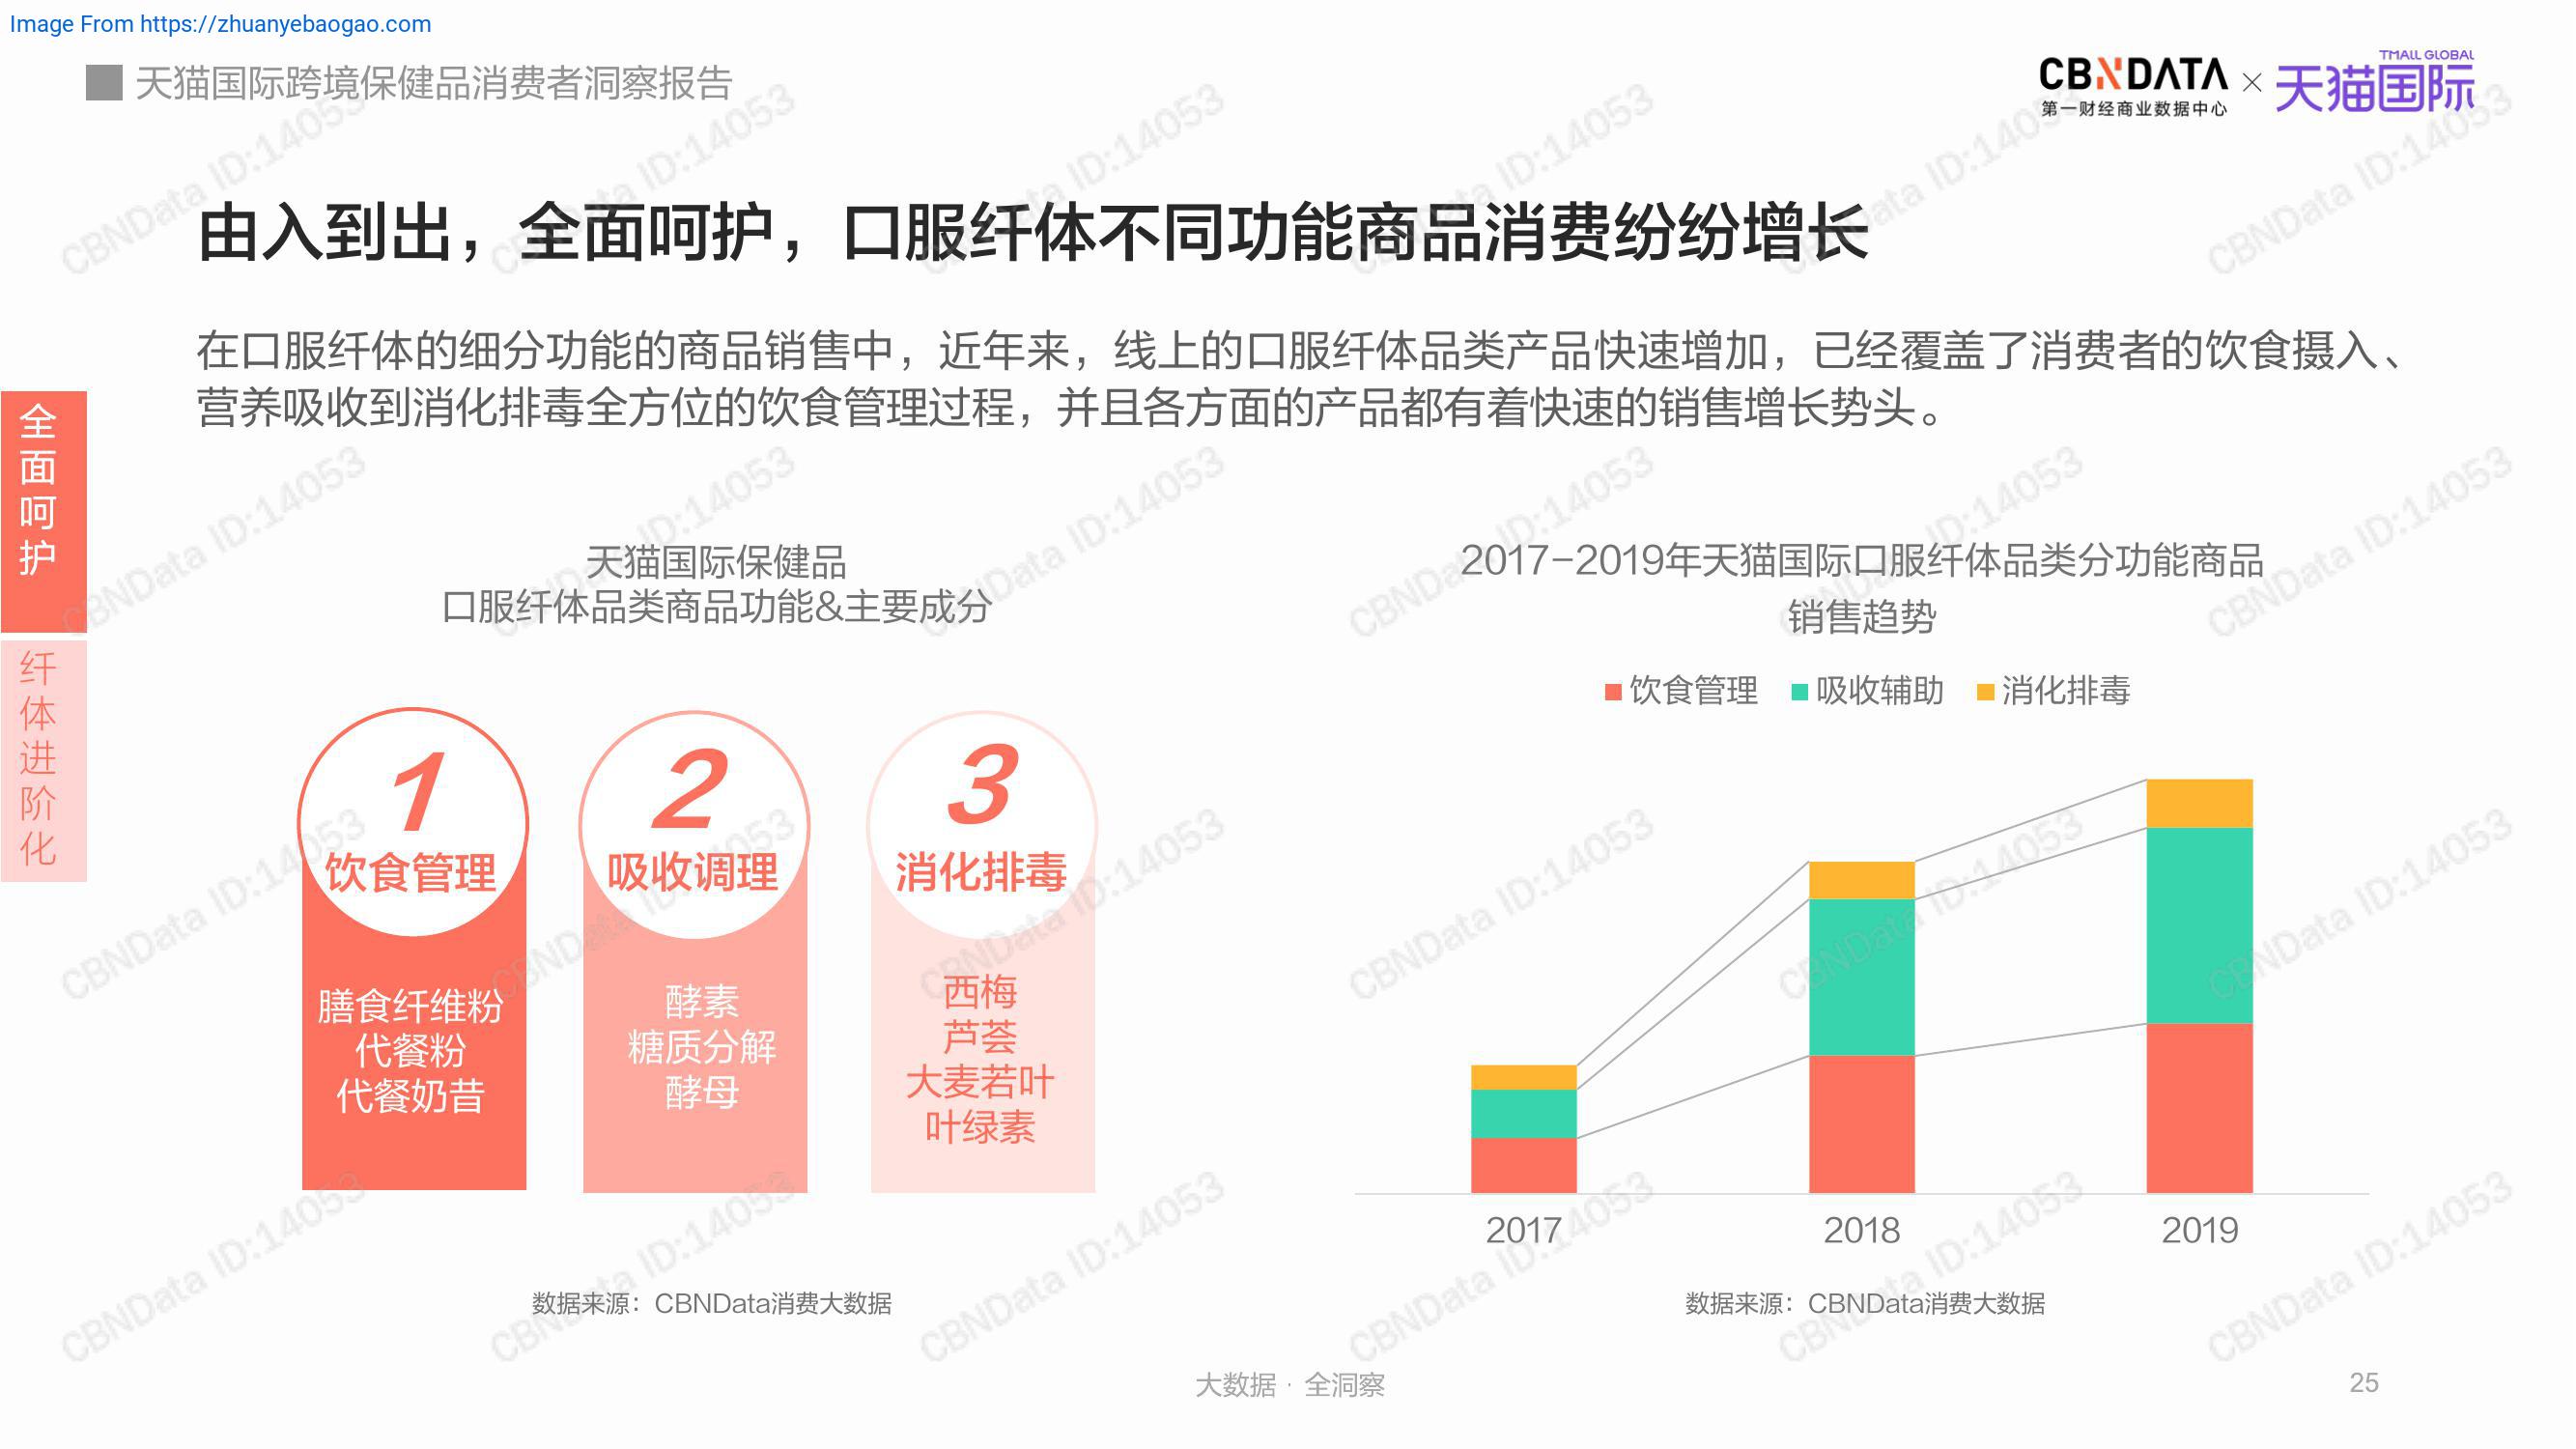 Image From https://zhuanyebaogao.com
天猫国际跨境保健品消费者洞察报告
CBNDATA
第一财经商业数据中心
×
TMALL GLOBAL
天猫国际
由入到出，全面呵护，口服纤体不同功能商品消费纷纷增长
在口服纤体的细分功能的商品销售中，近年来，线上的口服纤体品类产品快速增加，已经覆盖了消费者的饮食摄入、
营养吸收到消化排毒全方位的饮食管理过程，并且各方面的产品都有着快速的销售增长势头。
全面呵护
纤体进阶化
天猫国际保健品
口服纤体品类商品功能&主要成分
1
饮食管理
膳食纤维粉
代餐粉
代餐奶昔
2
吸收调理
酵素
糖质分解
酵母
3
消化排毒
西梅
芦荟
大麦若叶
叶绿素
数据来源：CBNData消费大数据
2017-2019年天猫国际口服纤体品类分功能商品
销售趋势
饮食管理 吸收辅助 消化排毒
2017 2018 2019
数据来源：CBNData消费大数据
大数据 · 全洞察
25
CBNData ID:14053